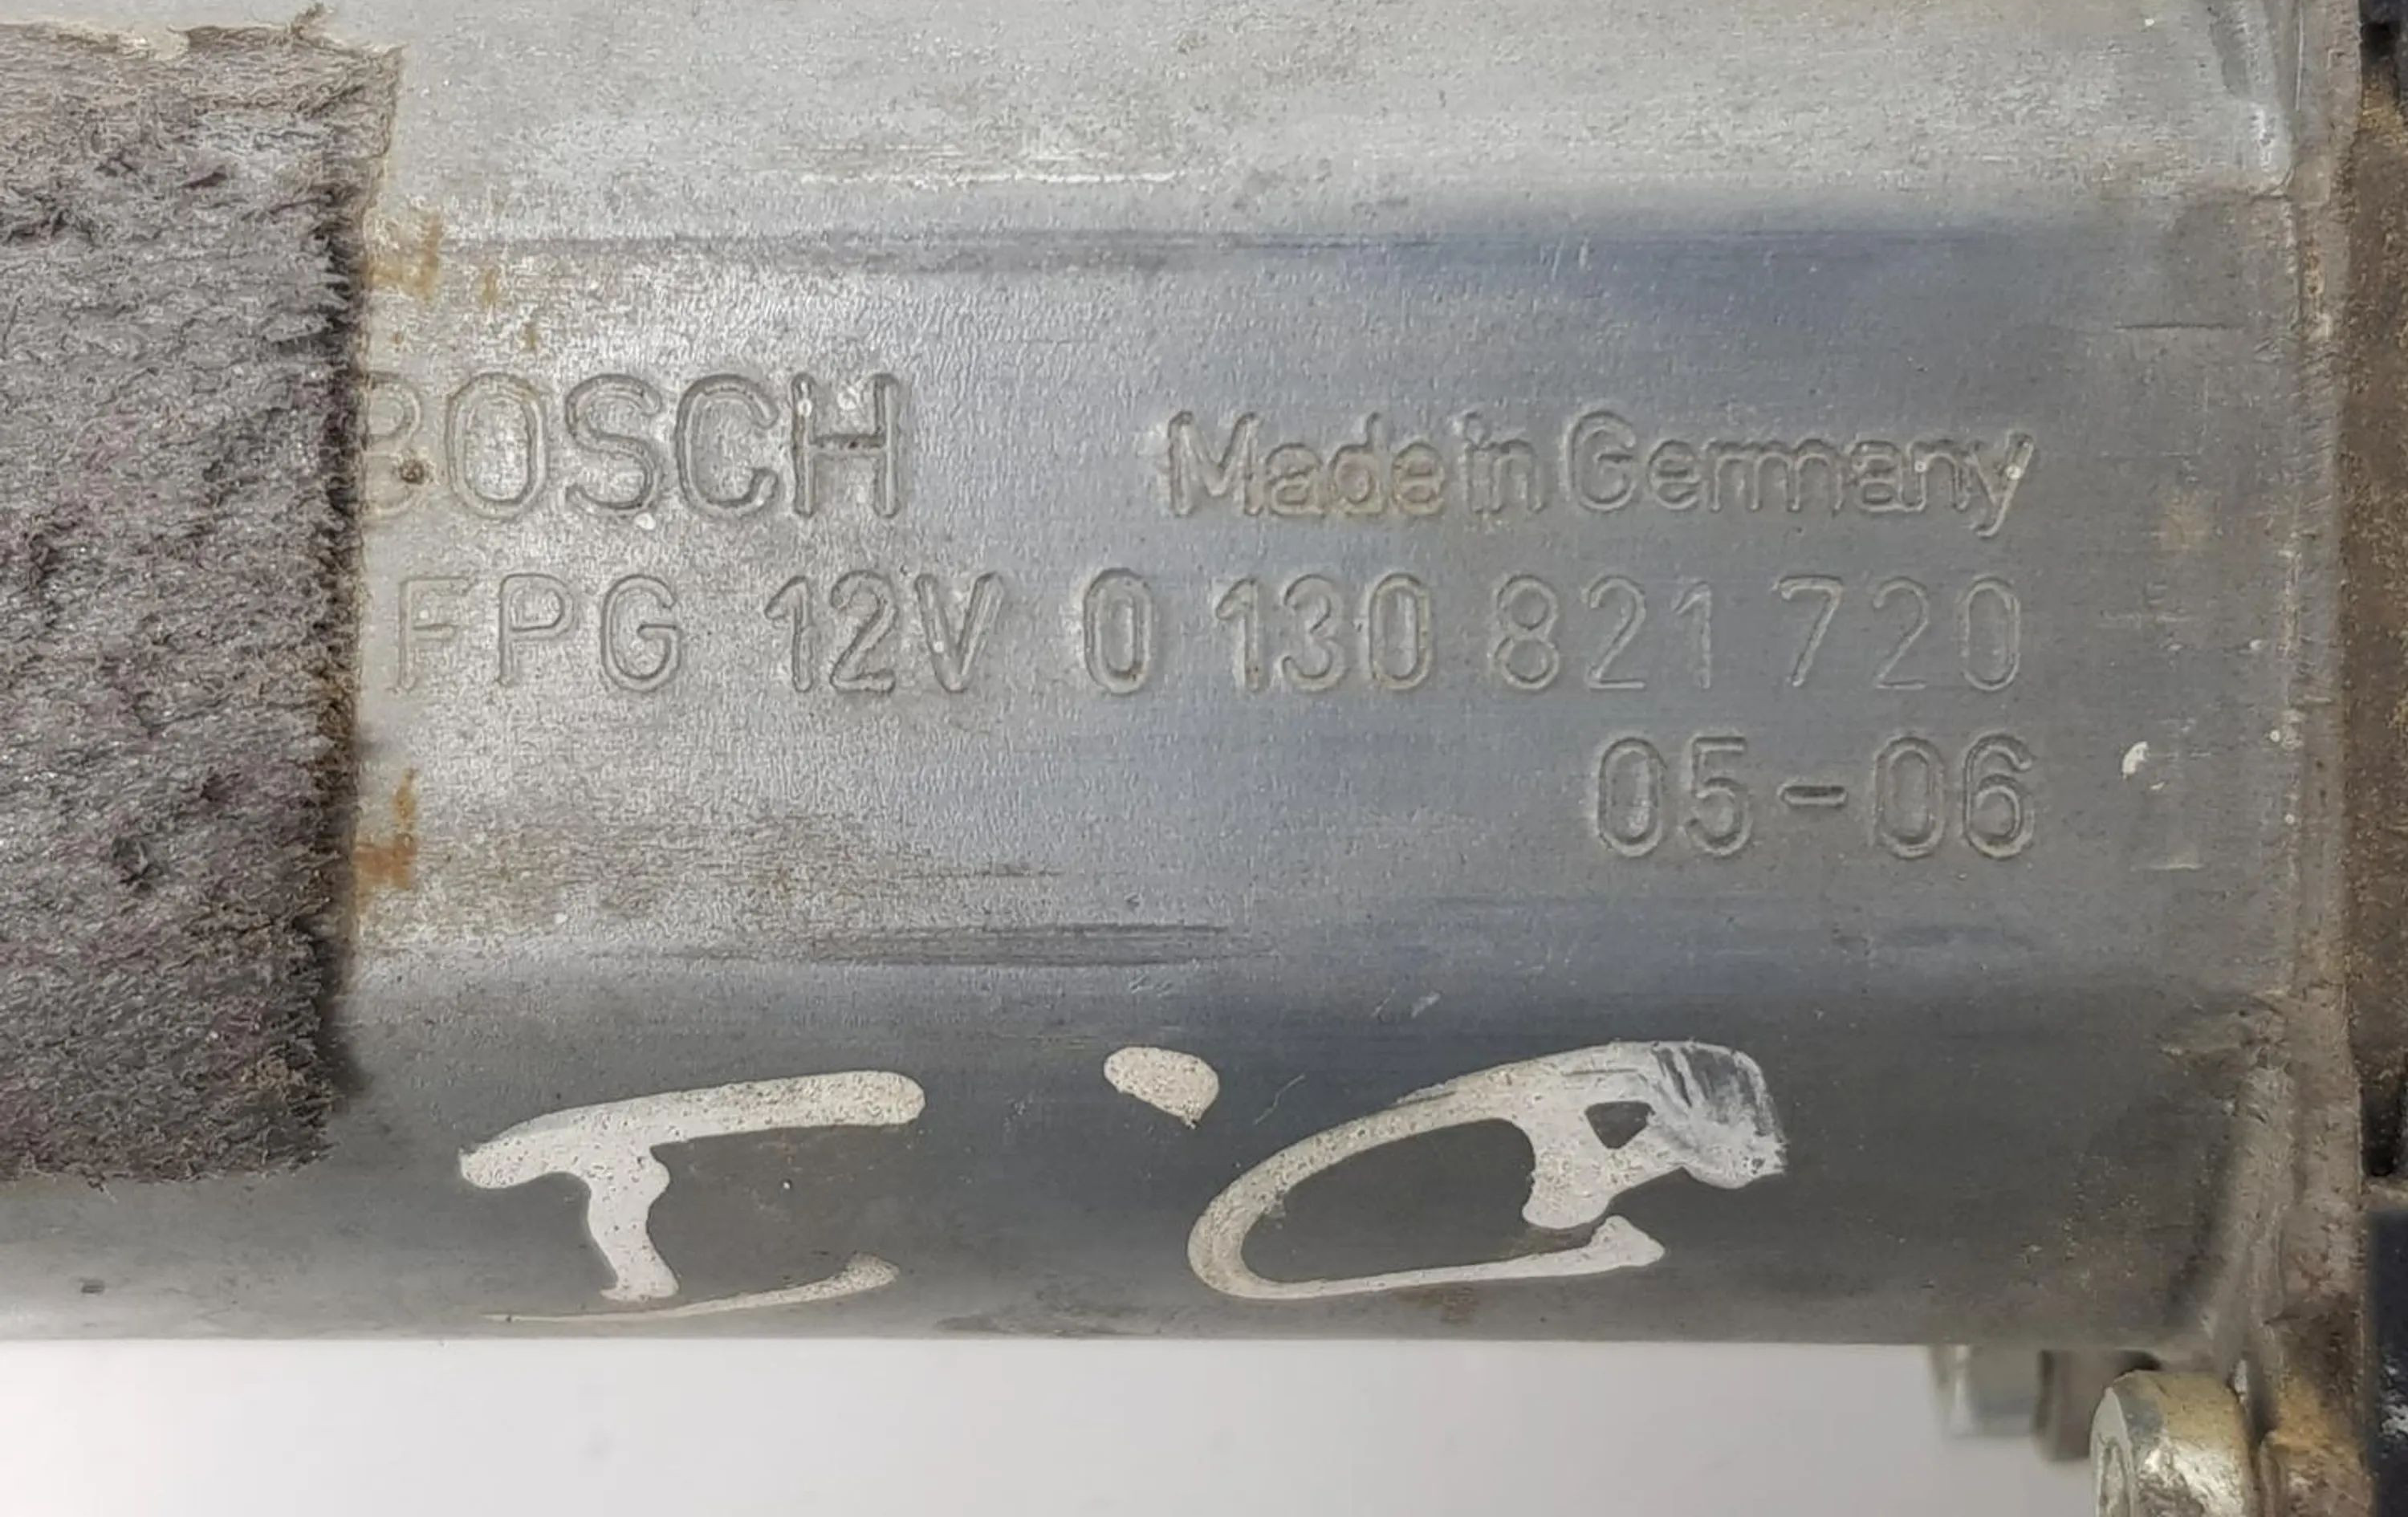 BOSCH Made in Germany
FPG 12V 0 130 821 720
05-06